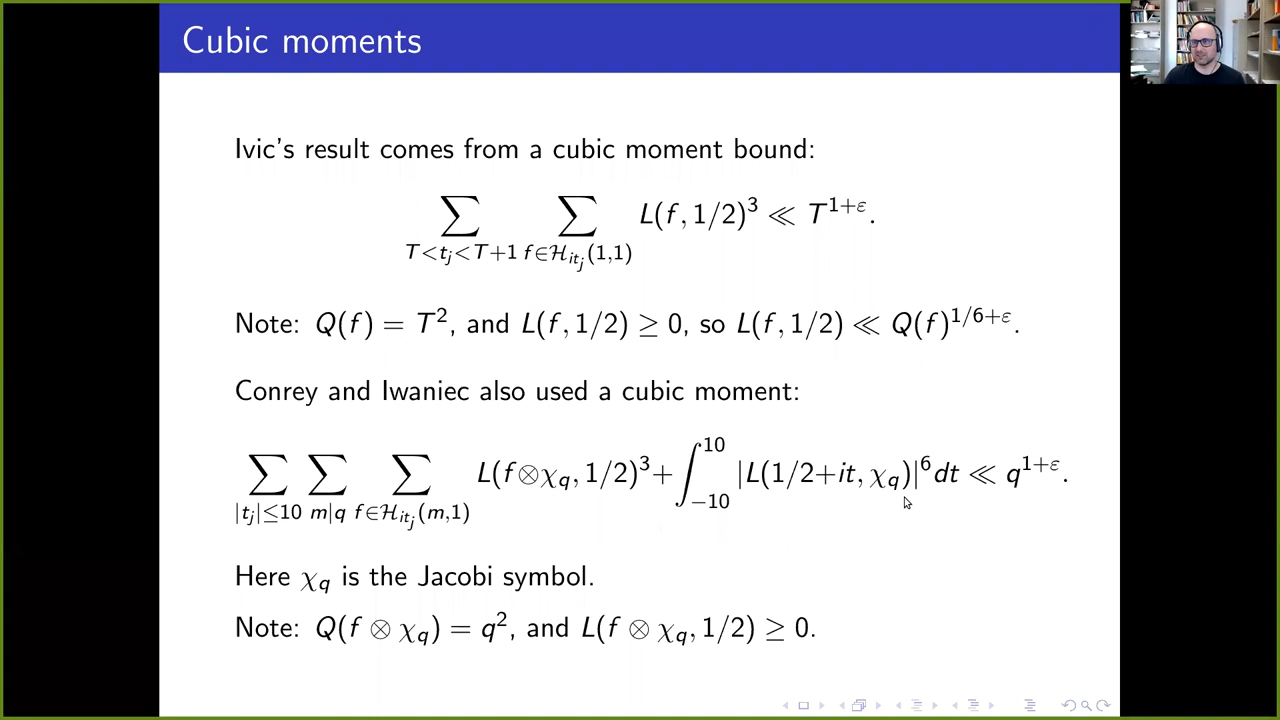 Cubic moments
Ivic's result comes from a cubic moment bound:
∑_{T<t_j<T+1} ∑_{f∈ℋ_{it_j}(1,1)} L(f, 1/2)^3 ≪ T^{1+ε}.
Note: Q(f) = T^2, and L(f, 1/2) ≥ 0, so L(f, 1/2) ≪ Q(f)^{1/6+ε}.
Conrey and Iwaniec also used a cubic moment:
∑_{|t_j|≤10} ∑_{m|q} ∑_{f∈ℋ_{it_j}(m,1)} L(f⊗χ_q, 1/2)^3 + ∫_{−10}^{10} |L(1/2+it, χ_q)|^6 dt ≪ q^{1+ε}.
Here χ_q is the Jacobi symbol.
Note: Q(f ⊗ χ_q) = q^2, and L(f ⊗ χ_q, 1/2) ≥ 0.